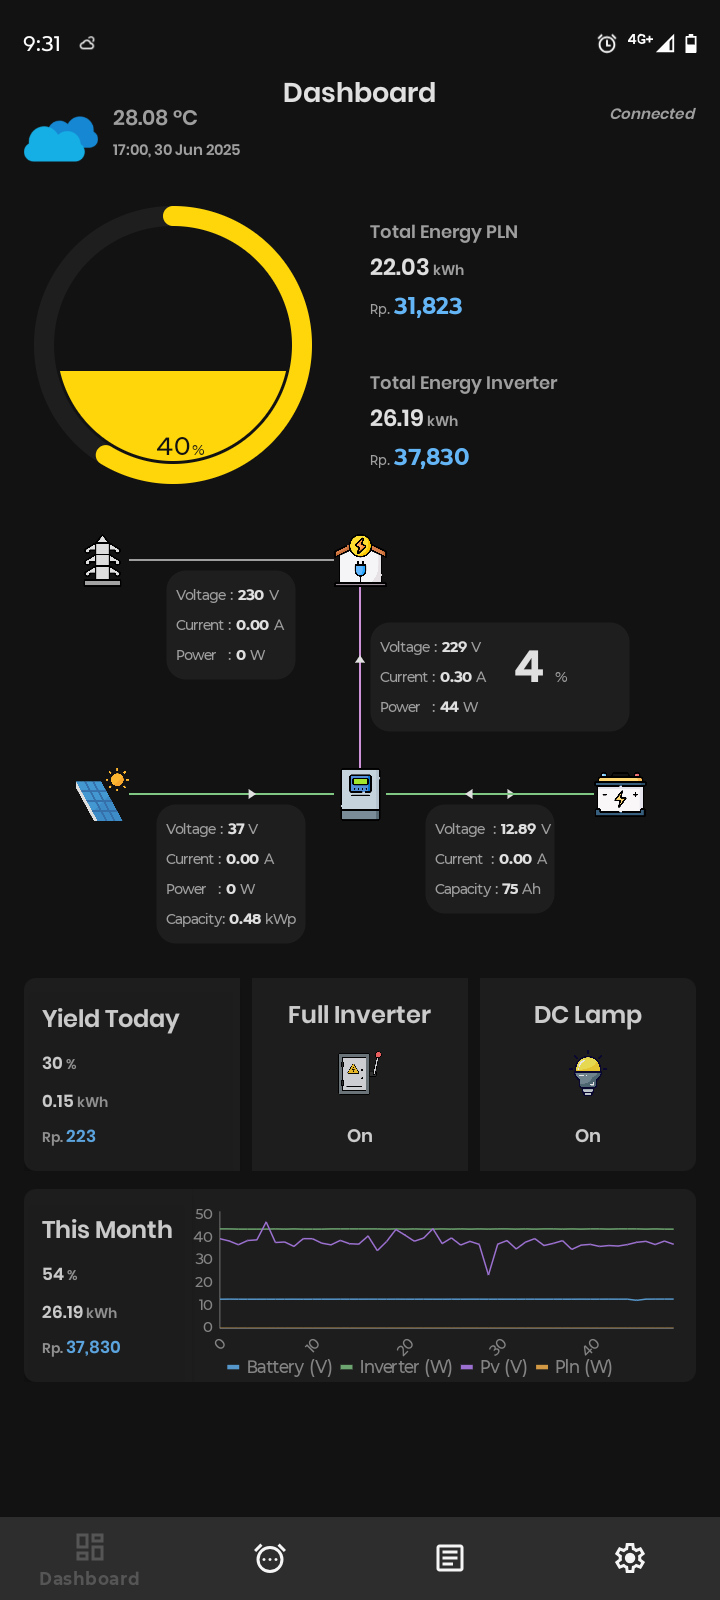 9:31
4G+
Dashboard
28.08 °C
Connected
17:00, 30 Jun 2025
Total Energy PLN
22.03 kWh
Rp. 31,823
Total Energy Inverter
26.19 kWh
Rp. 37,830
40%
Voltage : 230 V
Current : 0.00 A
Power : 0 W
Voltage : 229 V
Current : 0.30 A
Power : 44 W
4 %
Voltage : 37 V
Current : 0.00 A
Power : 0 W
Capacity: 0.48 kWp
Voltage : 12.89 V
Current : 0.00 A
Capacity : 75 Ah
Yield Today
30 %
0.15 kWh
Rp. 223
Full Inverter
On
DC Lamp
On
This Month
54 %
26.19 kWh
Rp. 37,830
50
40
30
20
10
0
0 10 20 30 40
Battery (V) Inverter (W) Pv (V) Pln (W)
Dashboard